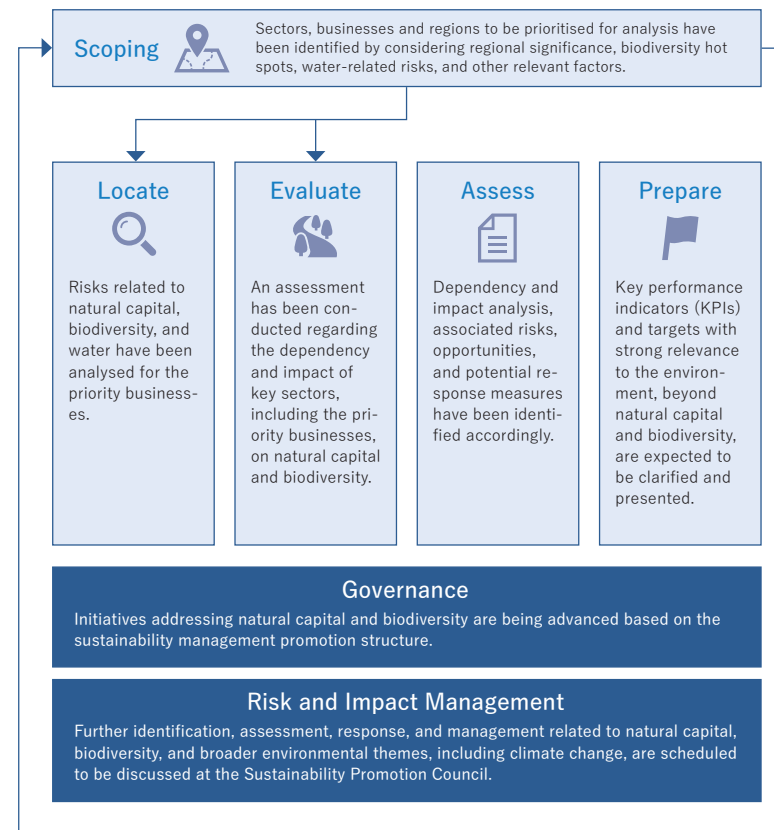 Scoping
Sectors, businesses and regions to be prioritised for analysis have
been identified by considering regional significance, biodiversity hot
spots, water-related risks, and other relevant factors.
Locate
Risks related to
natural capital,
biodiversity, and
water have been
analysed for the
priority business-
es.
Evaluate
An assessment
has been con-
ducted regarding
the dependency
and impact of
key sectors,
including the pri-
ority businesses,
on natural capital
and biodiversity.
Assess
Dependency and
impact analysis,
associated risks,
opportunities,
and potential re-
sponse measures
have been identi-
fied accordingly.
Prepare
Key performance
indicators (KPIs)
and targets with
strong relevance
to the environ-
ment, beyond
natural capital
and biodiversity,
are expected to
be clarified and
presented.
Governance
Initiatives addressing natural capital and biodiversity are being advanced based on the
sustainability management promotion structure.
Risk and Impact Management
Further identification, assessment, response, and management related to natural capital,
biodiversity, and broader environmental themes, including climate change, are scheduled
to be discussed at the Sustainability Promotion Council.